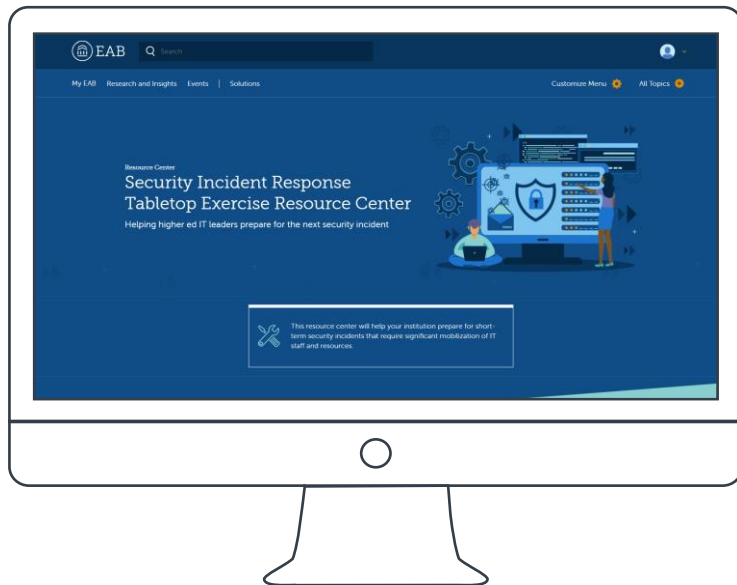 EAB
Search
My EAB Research and Insights Events | Solutions
Customize Menu All Topics
Resource Center
Security Incident Response
Tabletop Exercise Resource Center
Helping higher ed IT leaders prepare for the next security incident
This resource center will help your institution prepare for short-
term security incidents that require significant mobilization of IT
staff and resources.